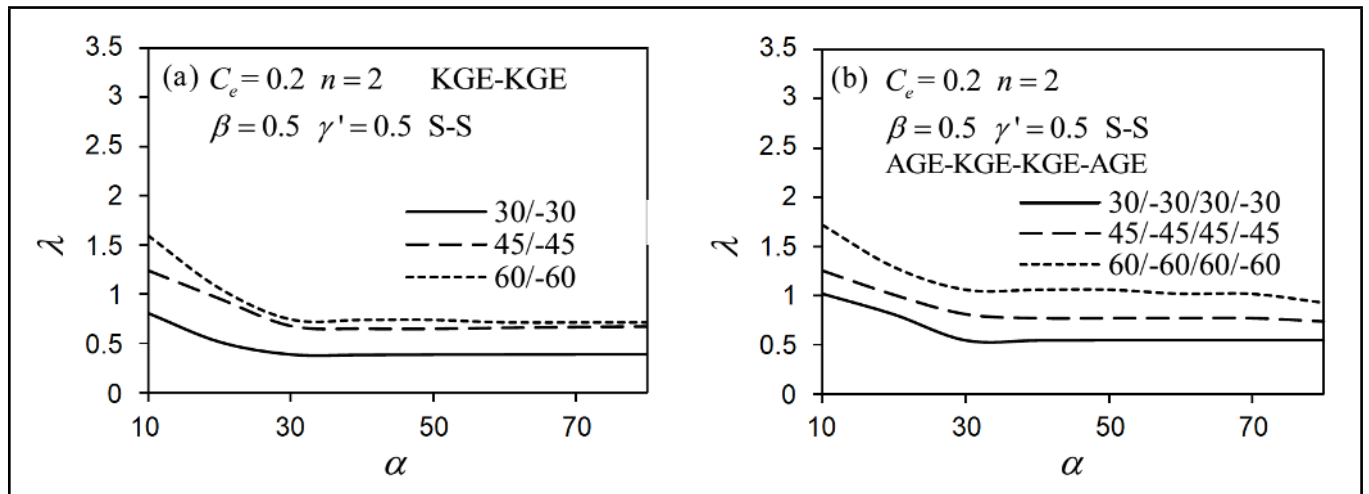 (a) Cₑ = 0.2 n = 2 KGE-KGE
β = 0.5 γ ' = 0.5 S-S
30/-30
45/-45
60/-60
3.5
3
2.5
2
1.5
1
0.5
0
λ
10 30 50 70
α
(b) Cₑ = 0.2 n = 2
β = 0.5 γ ' = 0.5 S-S
AGE-KGE-KGE-AGE
30/-30/30/-30
45/-45/45/-45
60/-60/60/-60
3.5
3
2.5
2
1.5
1
0.5
0
λ
10 30 50 70
α